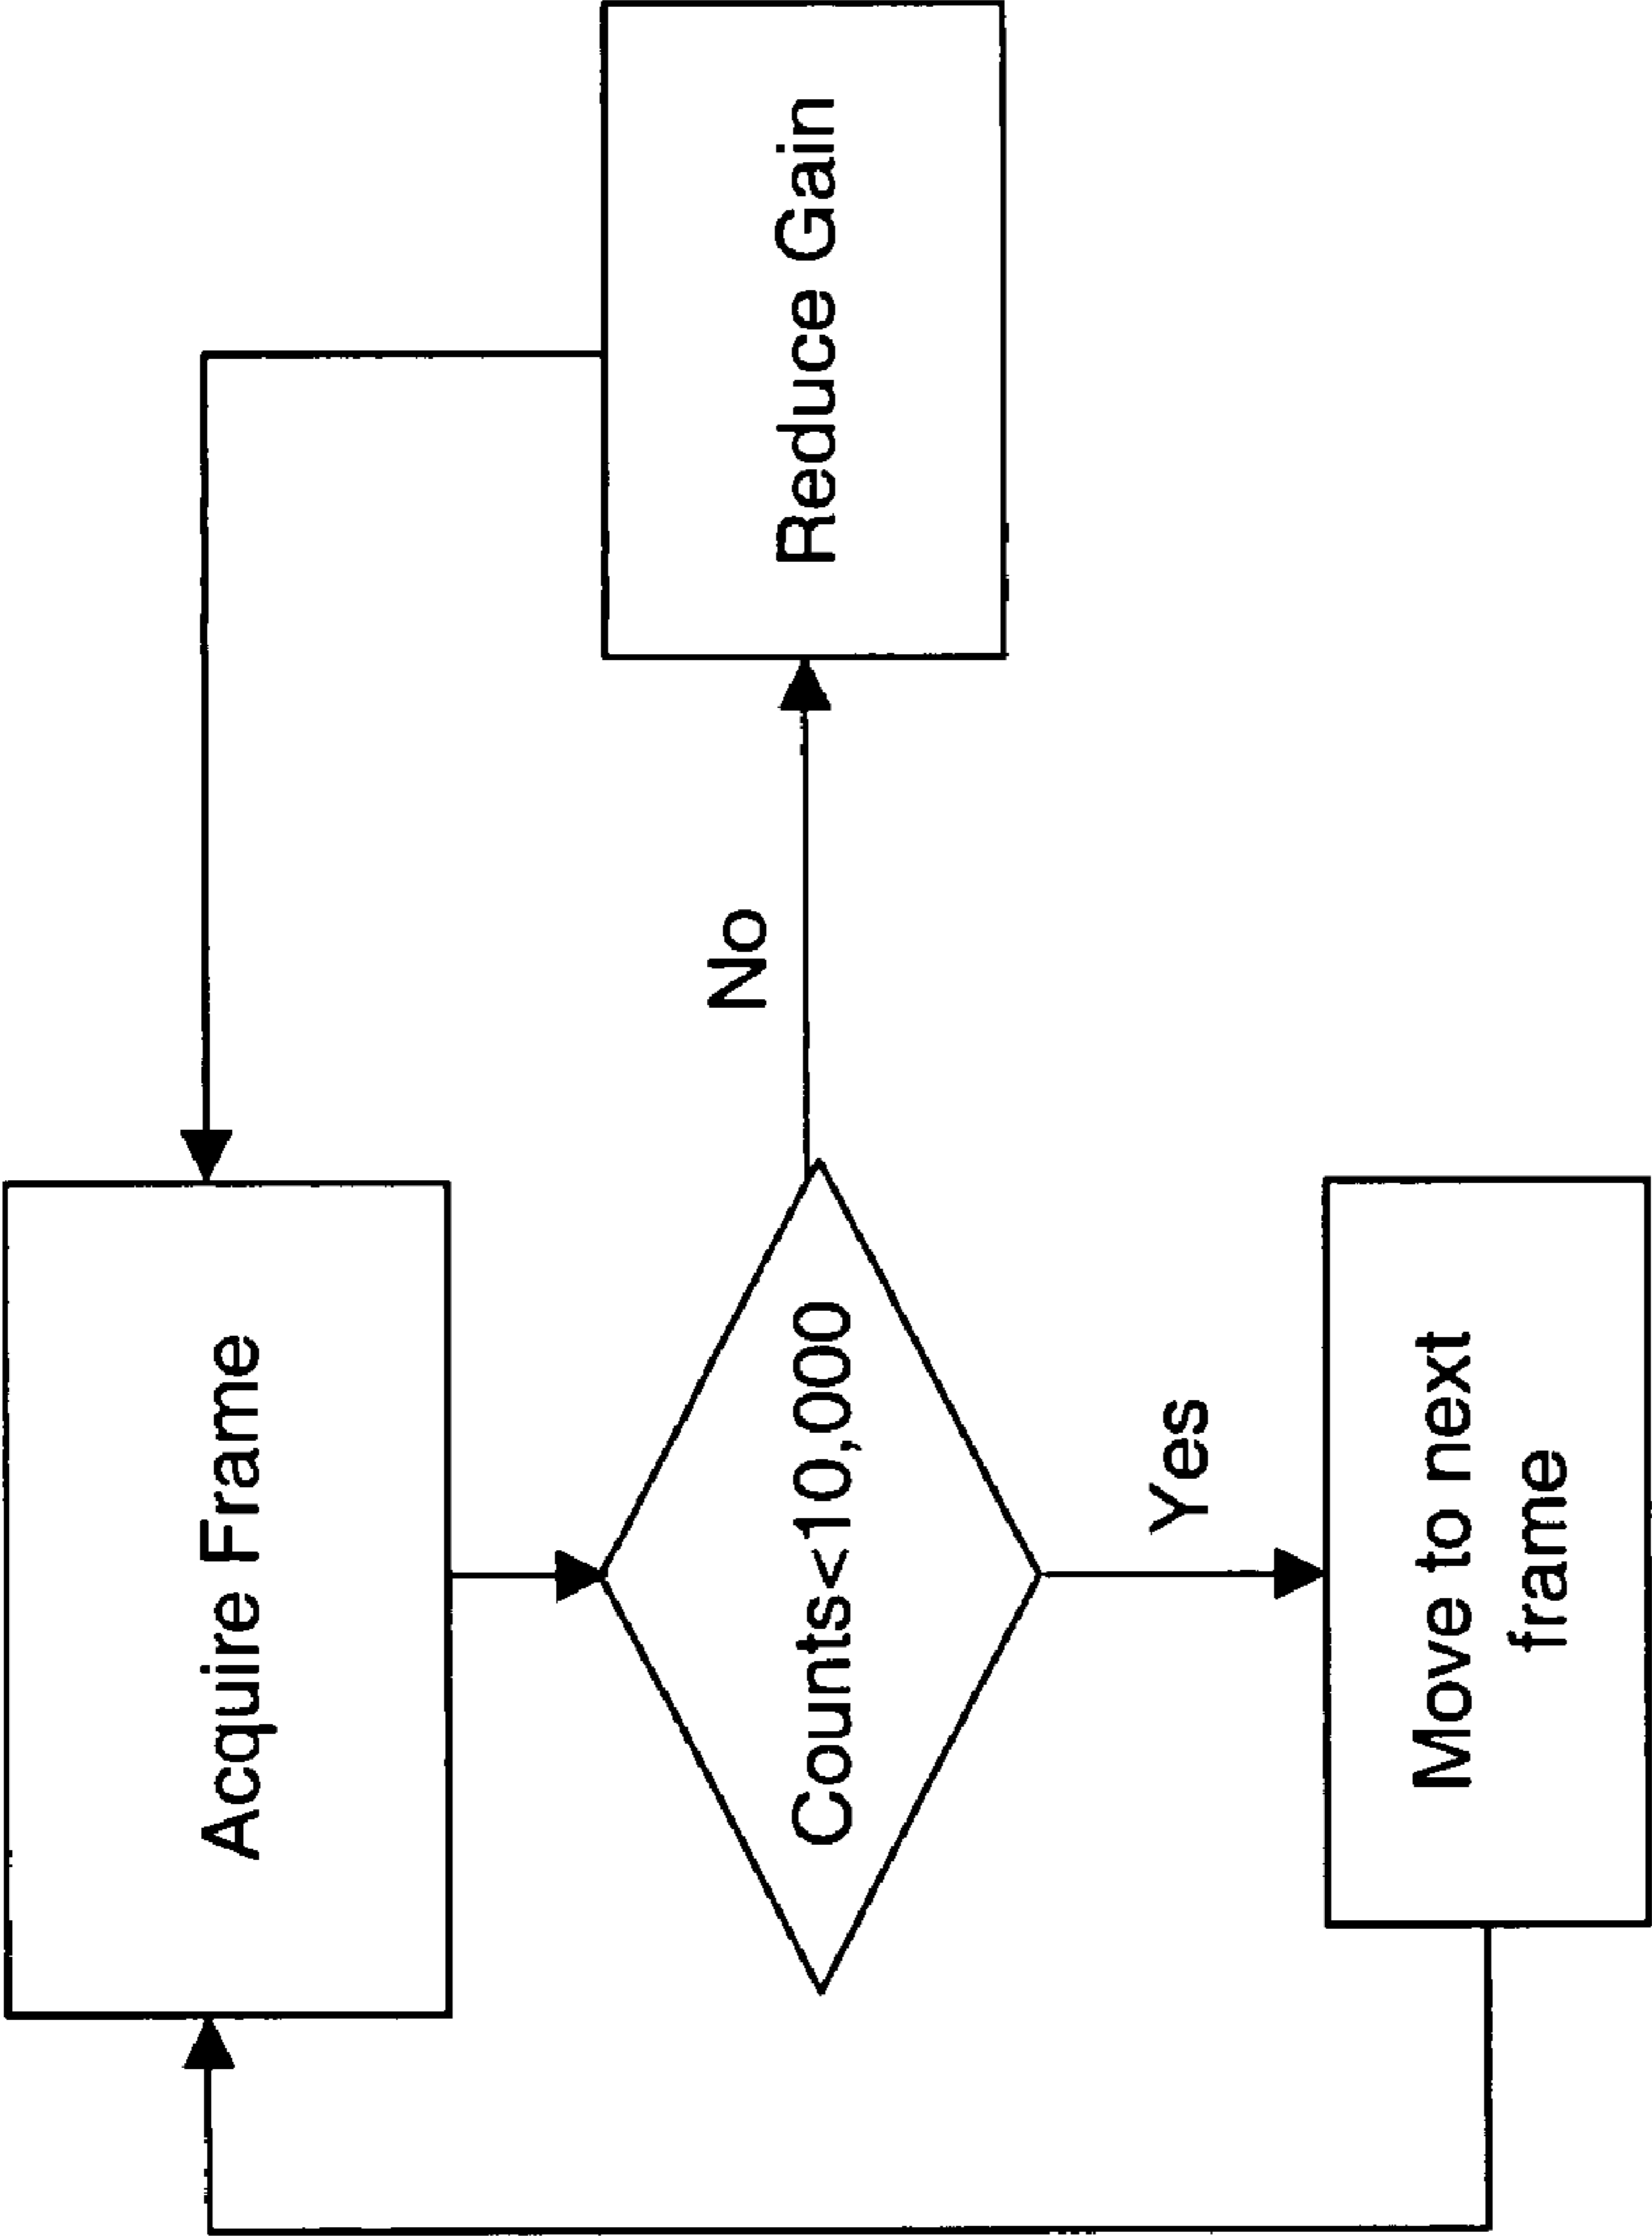 Acquire Frame
Counts<10,000
No
Reduce Gain
Yes
Move to next
frame